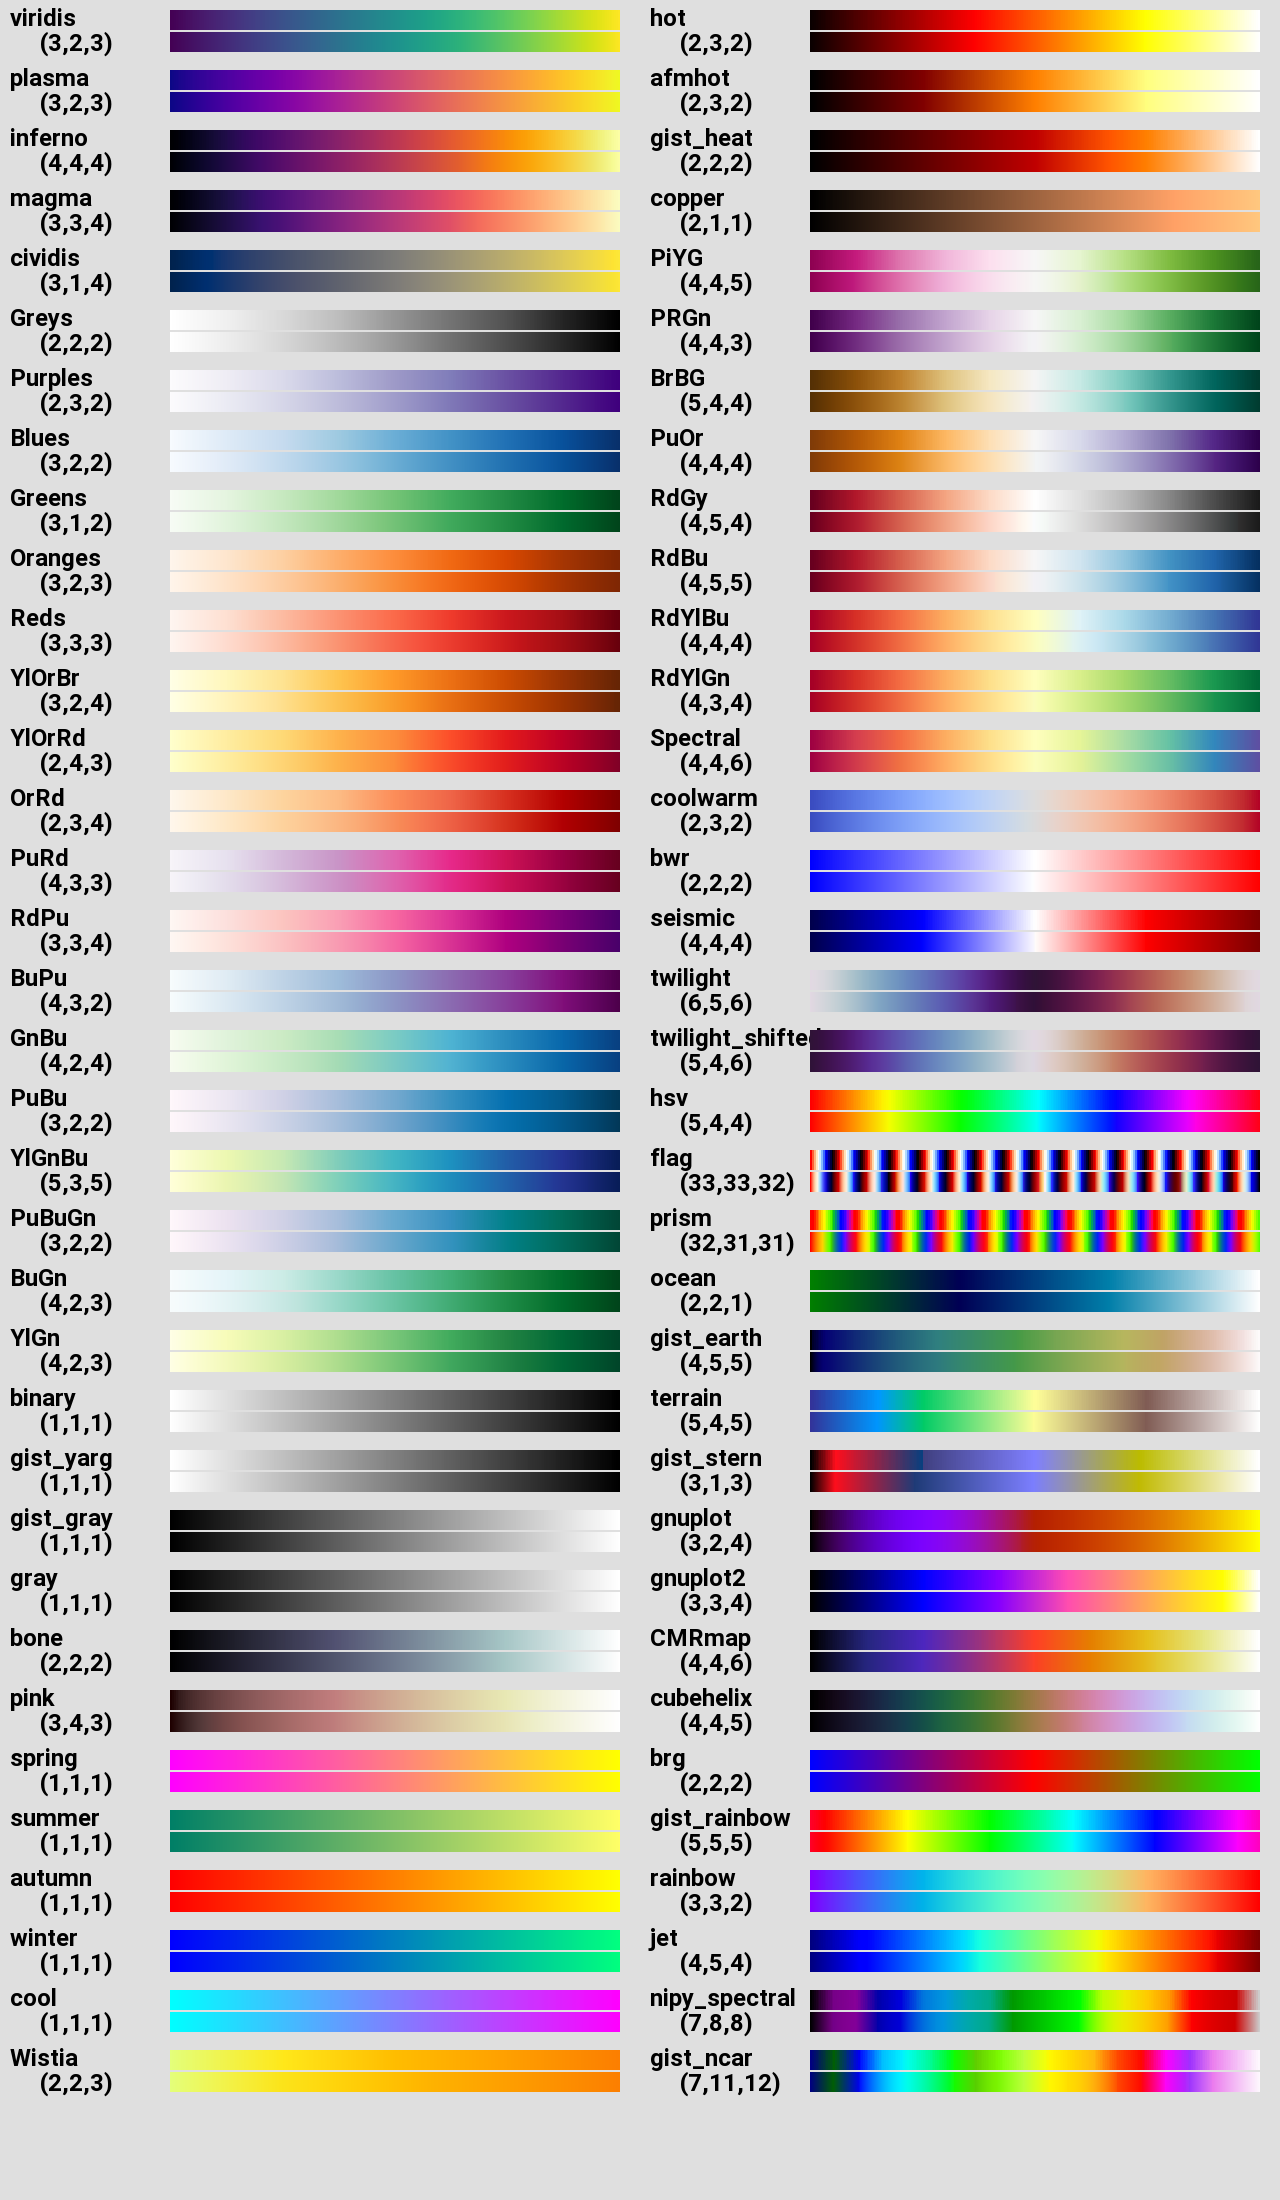 viridis
(3,2,3)
plasma
(3,2,3)
inferno
(4,4,4)
magma
(3,3,4)
cividis
(3,1,4)
Greys
(2,2,2)
Purples
(2,3,2)
Blues
(3,2,2)
Greens
(3,1,2)
Oranges
(3,2,3)
Reds
(3,3,3)
YlOrBr
(3,2,4)
YlOrRd
(2,4,3)
OrRd
(2,3,4)
PuRd
(4,3,3)
RdPu
(3,3,4)
BuPu
(4,3,2)
GnBu
(4,2,4)
PuBu
(3,2,2)
YlGnBu
(5,3,5)
PuBuGn
(3,2,2)
BuGn
(4,2,3)
YlGn
(4,2,3)
binary
(1,1,1)
gist_yarg
(1,1,1)
gist_gray
(1,1,1)
gray
(1,1,1)
bone
(2,2,2)
pink
(3,4,3)
spring
(1,1,1)
summer
(1,1,1)
autumn
(1,1,1)
winter
(1,1,1)
cool
(1,1,1)
Wistia
(2,2,3)
hot
(2,3,2)
afmhot
(2,3,2)
gist_heat
(2,2,2)
copper
(2,1,1)
PiYG
(4,4,5)
PRGn
(4,4,3)
BrBG
(5,4,4)
PuOr
(4,4,4)
RdGy
(4,5,4)
RdBu
(4,5,5)
RdYlBu
(4,4,4)
RdYlGn
(4,3,4)
Spectral
(4,4,6)
coolwarm
(2,3,2)
bwr
(2,2,2)
seismic
(4,4,4)
twilight
(6,5,6)
twilight_shifted
(5,4,6)
hsv
(5,4,4)
flag
(33,33,32)
prism
(32,31,31)
ocean
(2,2,1)
gist_earth
(4,5,5)
terrain
(5,4,5)
gist_stern
(3,1,3)
gnuplot
(3,2,4)
gnuplot2
(3,3,4)
CMRmap
(4,4,6)
cubehelix
(4,4,5)
brg
(2,2,2)
gist_rainbow
(5,5,5)
rainbow
(3,3,2)
jet
(4,5,4)
nipy_spectral
(7,8,8)
gist_ncar
(7,11,12)